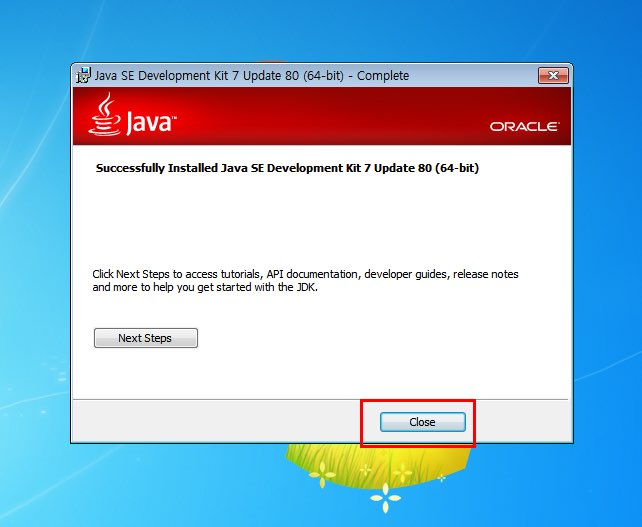 Java SE Development Kit 7 Update 80 (64-bit) - Complete
Java™
ORACLE®
Successfully Installed Java SE Development Kit 7 Update 80 (64-bit)
Click Next Steps to access tutorials, API documentation, developer guides, release notes
and more to help you get started with the JDK.
Next Steps
Close